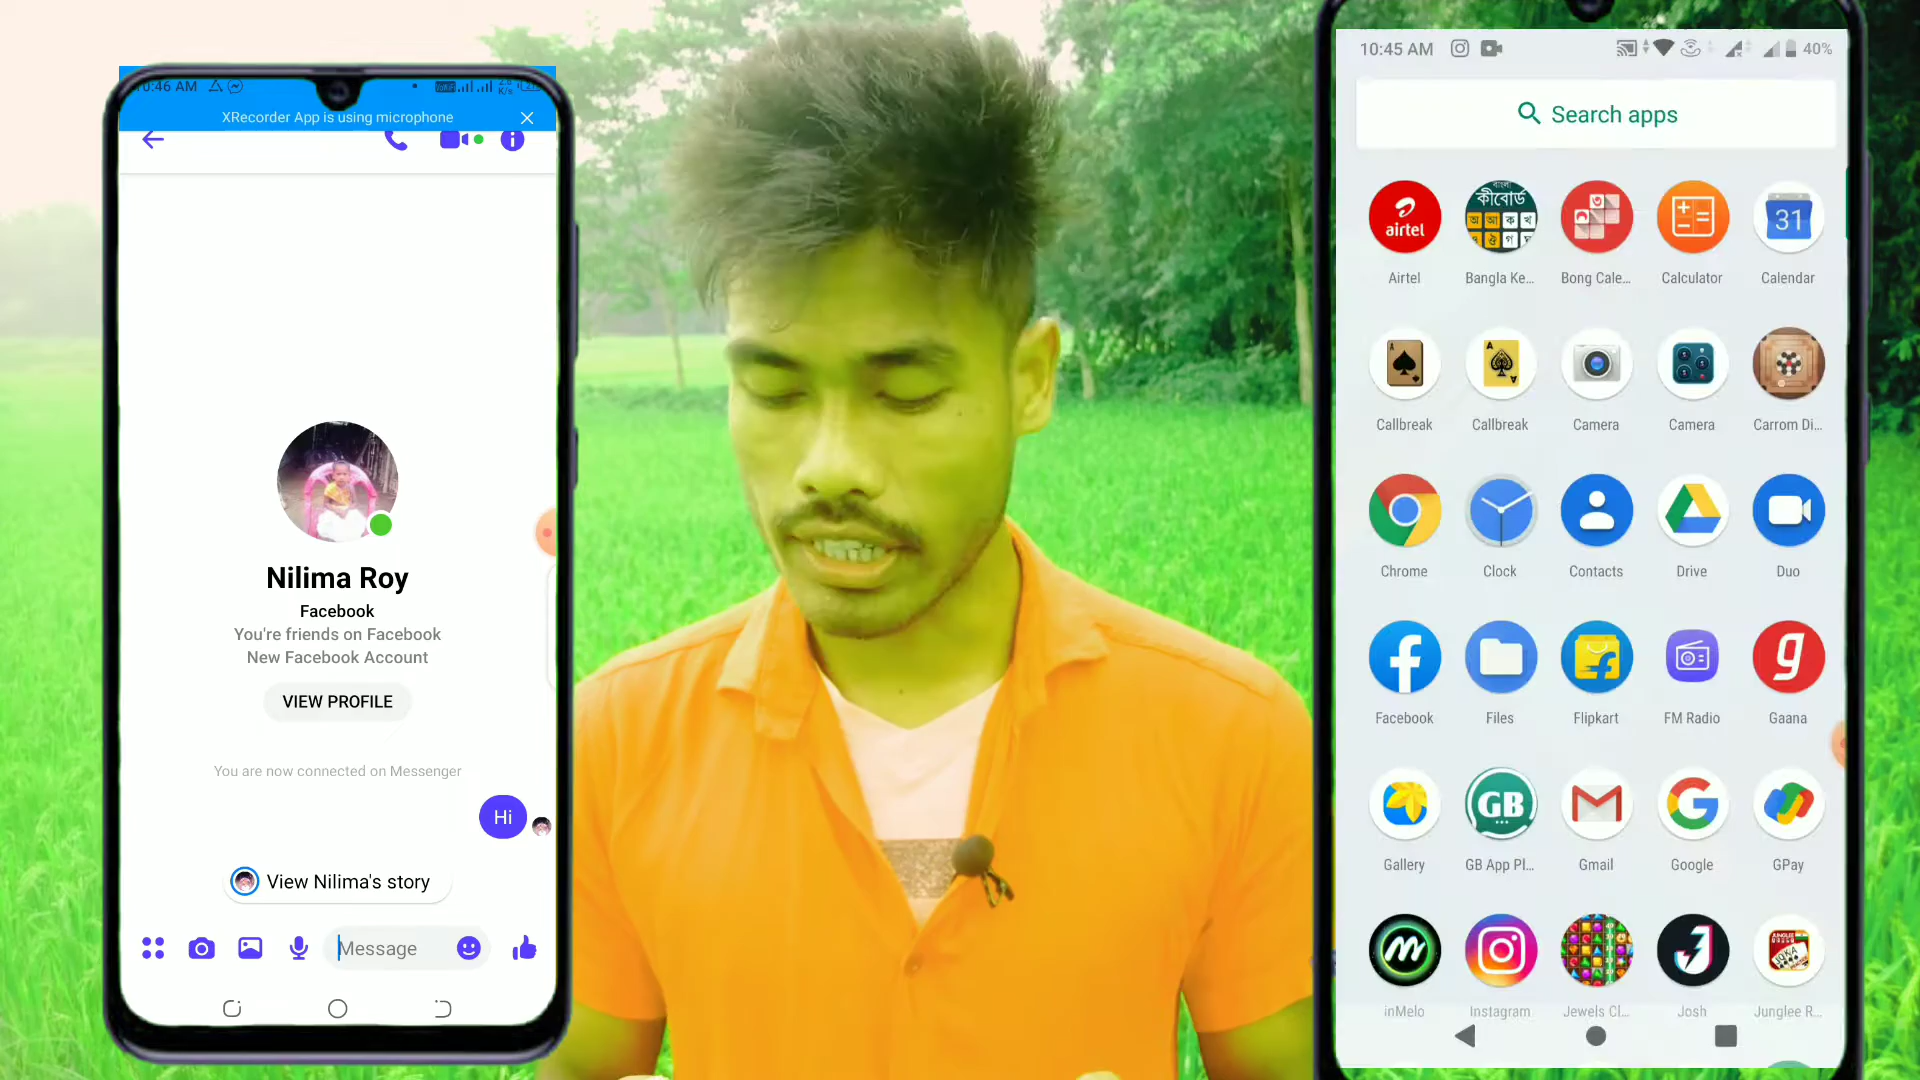 10:46 AM
XRecorder App is using microphone
Nilima Roy
Facebook
You're friends on Facebook
New Facebook Account
VIEW PROFILE
You are now connected on Messenger
Hi
View Nilima's story
Message
10:45 AM
40%
Search apps
airtel
বাংলা
কীবোর্ড
31
Airtel
Bangla Ke...
Bong Cale...
Calculator
Calendar
Callbreak
Callbreak
Camera
Camera
Carrom Di...
Chrome
Clock
Contacts
Drive
Duo
Facebook
Files
Flipkart
FM Radio
Gaana
GB
Gallery
GB App Pl...
Gmail
Google
GPay
inMelo
Instagram
Jewels Cl...
Josh
Junglee R...